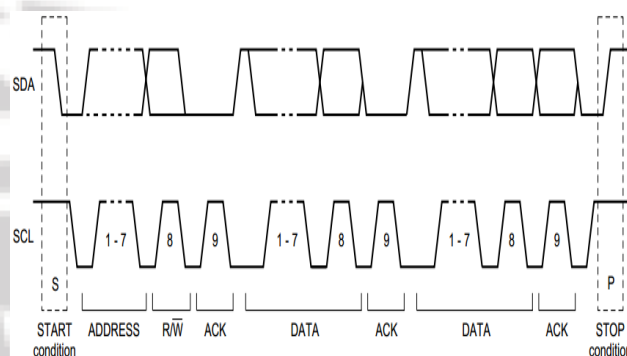 SDA
SCL
1 - 7 8 9 1 - 7 8 9 1 - 7 8 9
S P
START ADDRESS R/W̅ ACK DATA ACK DATA ACK STOP
condition condition